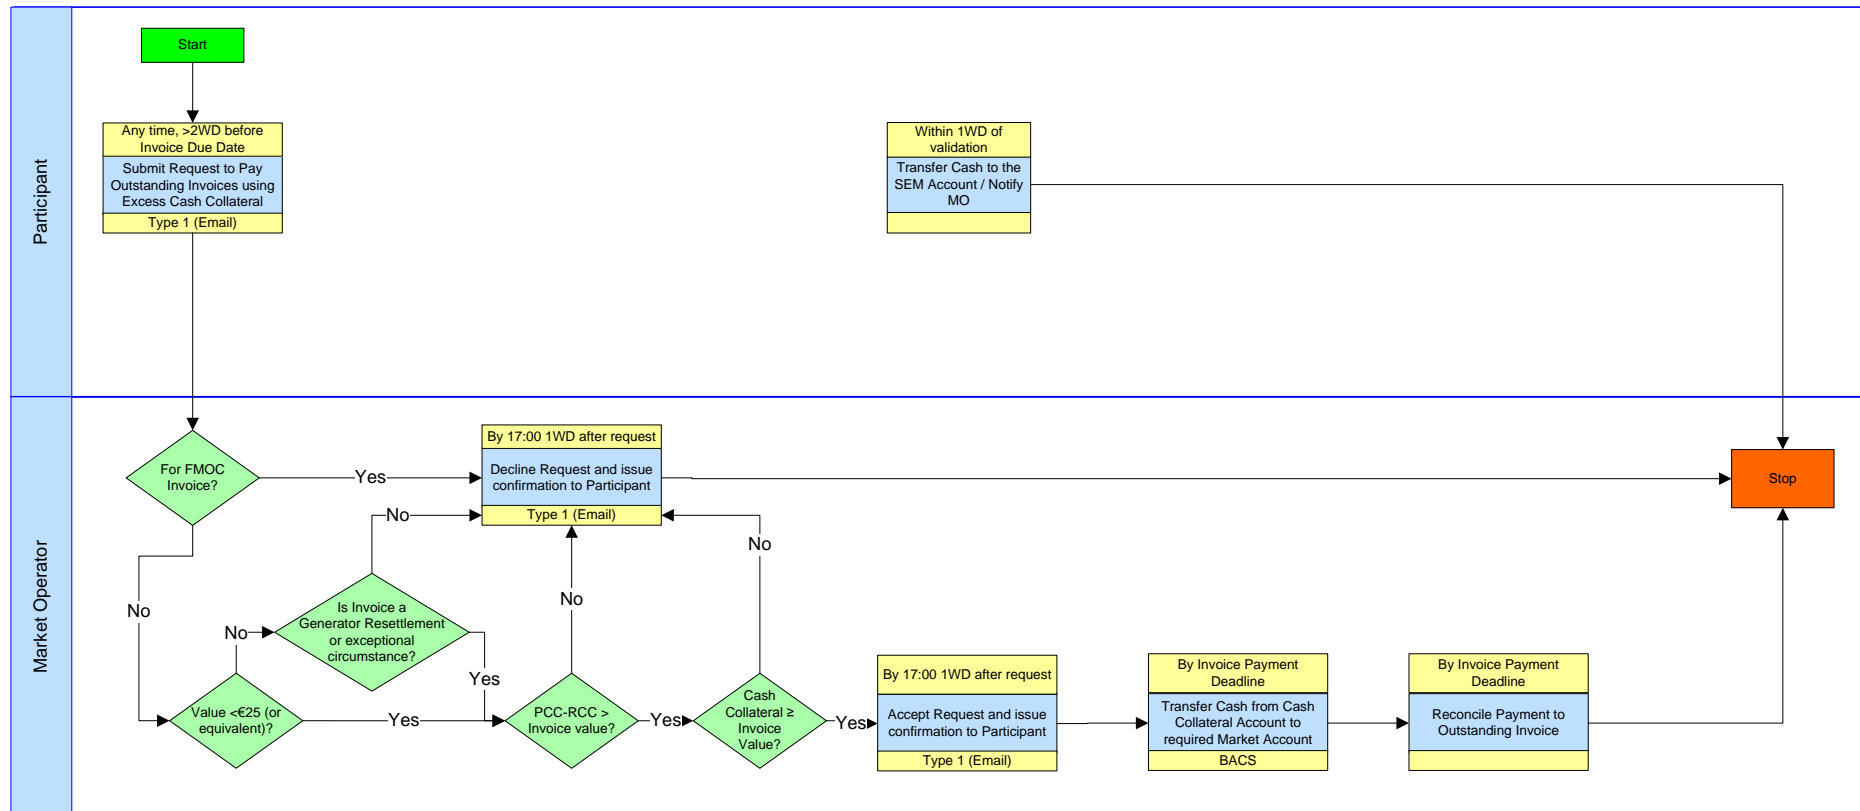 Participant
Start
Any time, >2WD before
Invoice Due Date
Submit Request to Pay
Outstanding Invoices using
Excess Cash Collateral
Type 1 (Email)
Within 1WD of
validation
Transfer Cash to the
SEM Account / Notify
MO
Market Operator
For FMOC
Invoice?
Yes
By 17:00 1WD after request
Decline Request and issue
confirmation to Participant
Type 1 (Email)
Stop
No
No
No
No
No
Is Invoice a
Generator Resettlement
or exceptional
circumstance?
Yes
Value <€25 (or
equivalent)?
Yes
PCC-RCC >
Invoice value?
Yes
Cash
Collateral ≥
Invoice
Value?
Yes
By 17:00 1WD after request
Accept Request and issue
confirmation to Participant
Type 1 (Email)
By Invoice Payment
Deadline
Transfer Cash from Cash
Collateral Account to
required Market Account
BACS
By Invoice Payment
Deadline
Reconcile Payment to
Outstanding Invoice